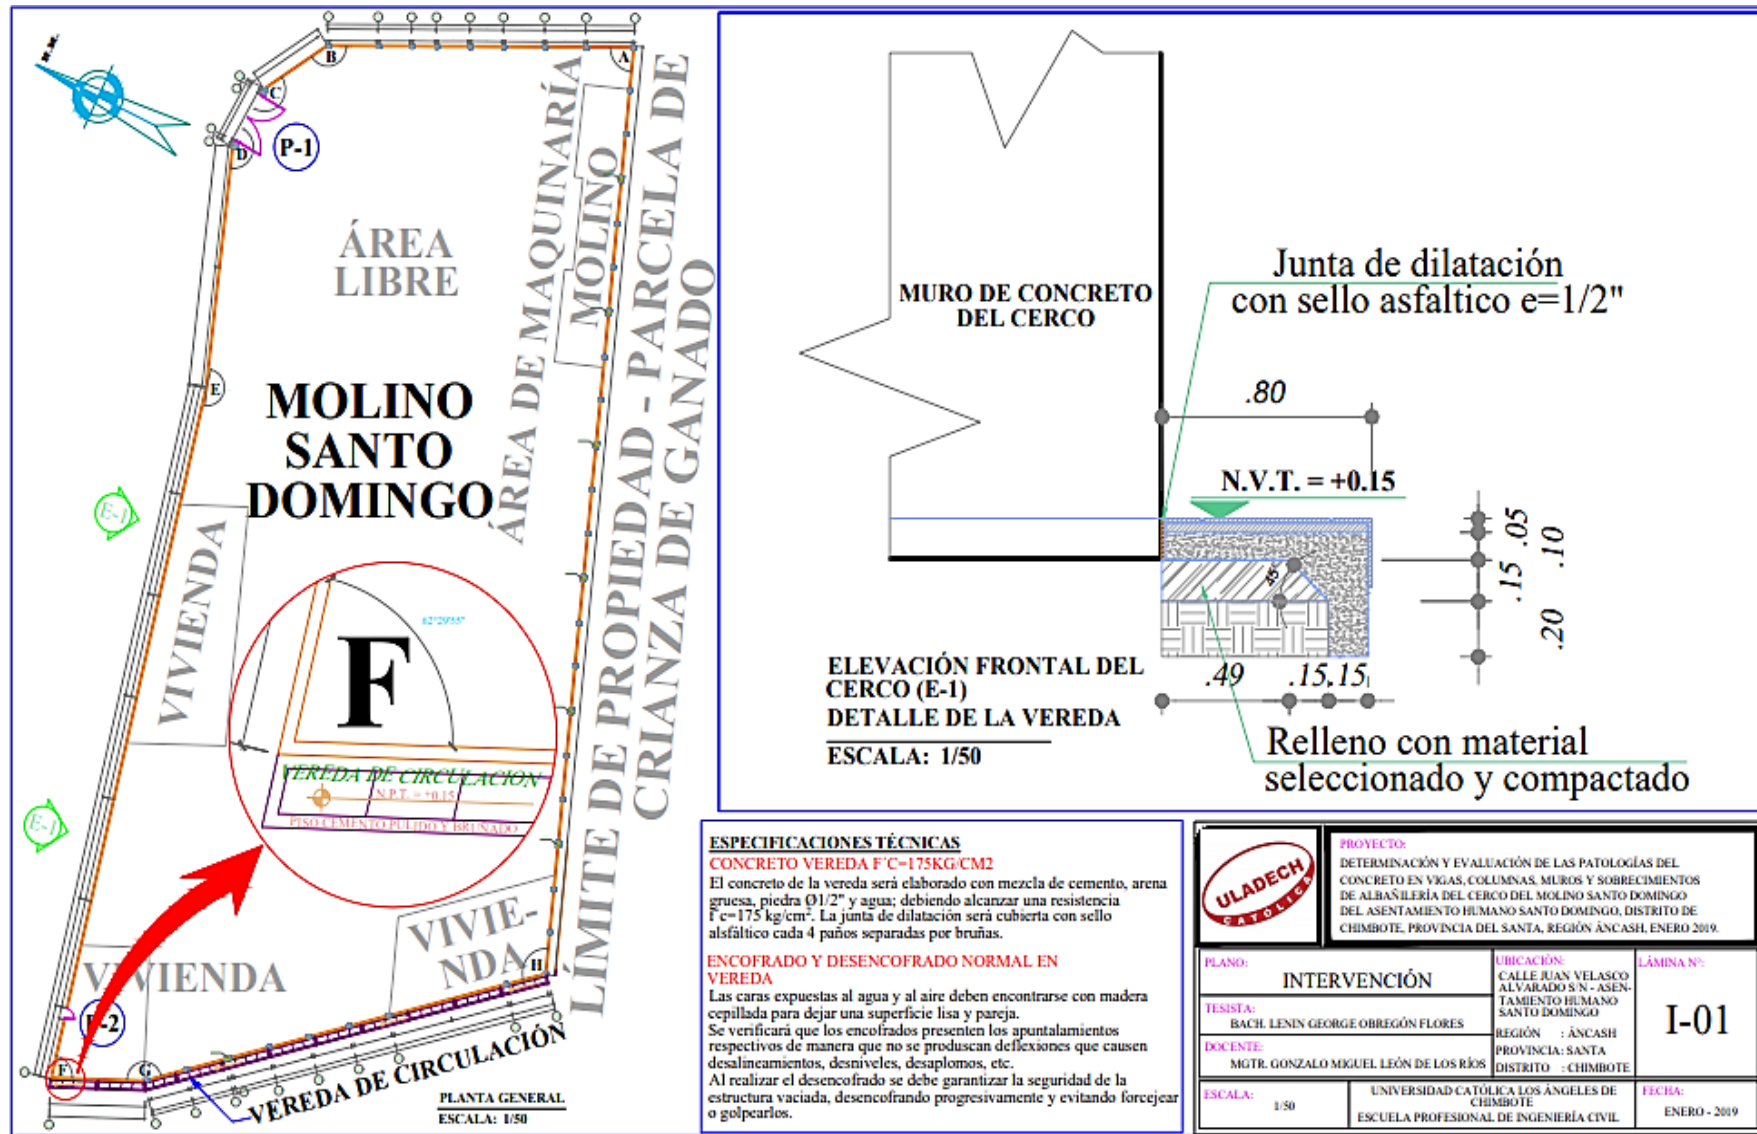 B
A
C
D
P-1
ÁREA
LIBRE
ÁREA DE MAQUINARÍA
MOLINO
LÍMITE DE PROPIEDAD - PARCELA DE
CRIANZA DE GANADO
E
MOLINO
SANTO
DOMINGO
E-1
VIVIENDA
F
62°29'55"
VEREDA DE CIRCULACION
N.P.T. = +0.15
PISO CEMENTO PULIDO Y BRUÑADO
E-1
VIVIENDA
VIVIE-
NDA
H
P-2
F
G
VEREDA DE CIRCULACIÓN
PLANTA GENERAL
ESCALA: 1/50
MURO DE CONCRETO
DEL CERCO
Junta de dilatación
con sello asfaltico e=1/2"
.80
N.V.T. = +0.15
.05
.10
.15
.20
45°
.49
.15
.15
ELEVACIÓN FRONTAL DEL
CERCO (E-1)
DETALLE DE LA VEREDA
ESCALA: 1/50
Relleno con material
seleccionado y compactado
ESPECIFICACIONES TÉCNICAS
CONCRETO VEREDA F´C=175KG/CM2
El concreto de la vereda será elaborado con mezcla de cemento, arena
gruesa, piedra Ø1/2" y agua; debiendo alcanzar una resistencia
f´c=175 kg/cm². La junta de dilatación será cubierta con sello
alsfáltico cada 4 paños separadas por bruñas.
ENCOFRADO Y DESENCOFRADO NORMAL EN
VEREDA
Las caras expuestas al agua y al aire deben encontrarse con madera
cepillada para dejar una superficie lisa y pareja.
Se verificará que los encofrados presenten los apuntalamientos
respectivos de manera que no se produscan deflexiones que causen
desalineamientos, desniveles, desaplomos, etc.
Al realizar el desencofrado se debe garantizar la seguridad de la
estructura vaciada, desencofrando progresivamente y evitando forcejear
o golpearlos.
ULADECH
CATÓLICA
PROYECTO:
DETERMINACIÓN Y EVALUACIÓN DE LAS PATOLOGÍAS DEL
CONCRETO EN VIGAS, COLUMNAS, MUROS Y SOBRECIMIENTOS
DE ALBAÑILERÍA DEL CERCO DEL MOLINO SANTO DOMINGO
DEL ASENTAMIENTO HUMANO SANTO DOMINGO, DISTRITO DE
CHIMBOTE, PROVINCIA DEL SANTA, REGIÓN ÁNCASH, ENERO 2019.
PLANO:
INTERVENCIÓN
TESISTA:
BACH. LENIN GEORGE OBREGÓN FLORES
DOCENTE:
MGTR. GONZALO MIGUEL LEÓN DE LOS RÍOS
UBICACIÓN:
CALLE JUAN VELASCO
ALVARADO S/N - ASEN-
TAMIENTO HUMANO
SANTO DOMINGO
REGIÓN : ÁNCASH
PROVINCIA: SANTA
DISTRITO : CHIMBOTE
LÁMINA Nº:
I-01
ESCALA:
1/50
UNIVERSIDAD CATÓLICA LOS ÁNGELES DE
CHIMBOTE
ESCUELA PROFESIONAL DE INGENIERÍA CIVIL
FECHA:
ENERO - 2019